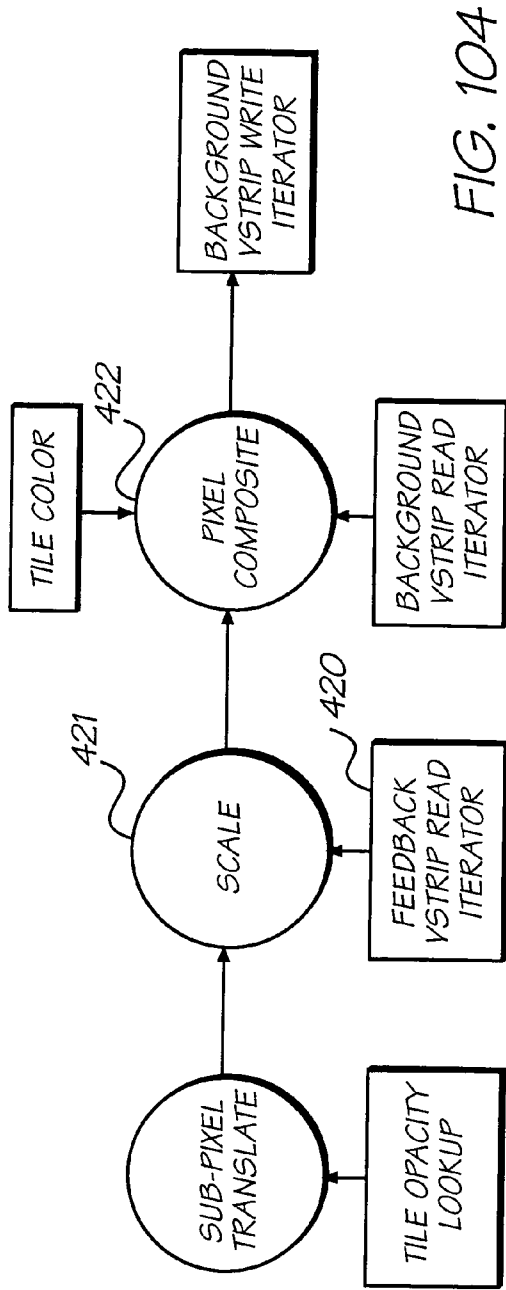 TILE COLOR
422
PIXEL
COMPOSITE
BACKGROUND
VSTRIP WRITE
ITERATOR
421
SCALE
420
SUB-PIXEL
TRANSLATE
TILE OPACITY
LOOKUP
FEEDBACK
VSTRIP READ
ITERATOR
BACKGROUND
VSTRIP READ
ITERATOR
FIG. 104